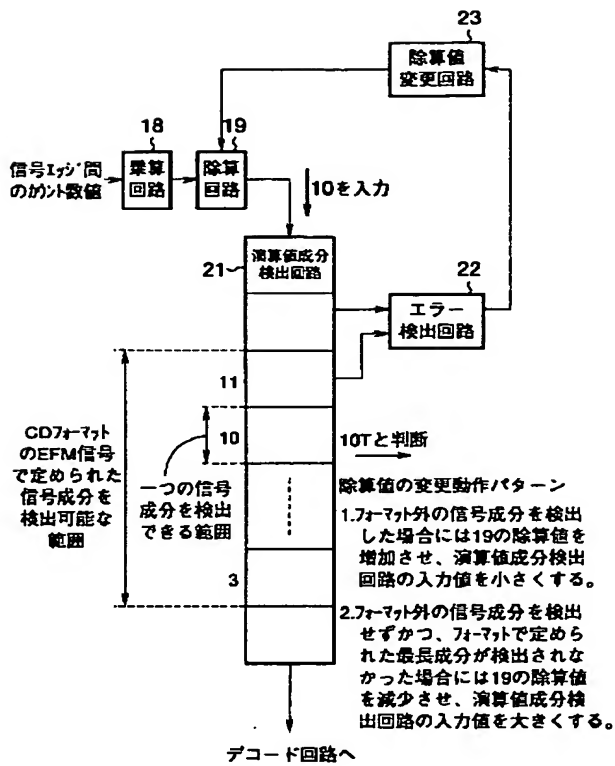 23
除算値
変更回路
18
19
信号ｴｯｼﾞ間
のｶｳﾝﾄ数値
乗算
回路
除算
回路
10を入力
21
演算値成分
検出回路
22
エラー
検出回路
11
10
3
CDﾌｫｰﾏｯﾄ
のEFM信号
で定められた
信号成分を
検出可能な
範囲
一つの信号
成分を検出
できる範囲
10Tと判断
除算値の変更動作パターン
1.ﾌｫｰﾏｯﾄ外の信号成分を検出
した場合には19の除算値を
増加させ、演算値成分検出
回路の入力値を小さくする。
2.ﾌｫｰﾏｯﾄ外の信号成分を検出
せずかつ、フォーマットで定めら
れた最長成分が検出されな
かった場合には19の除算値
を減少させ、演算値成分検
出回路の入力値を大きくする。
デコード回路へ